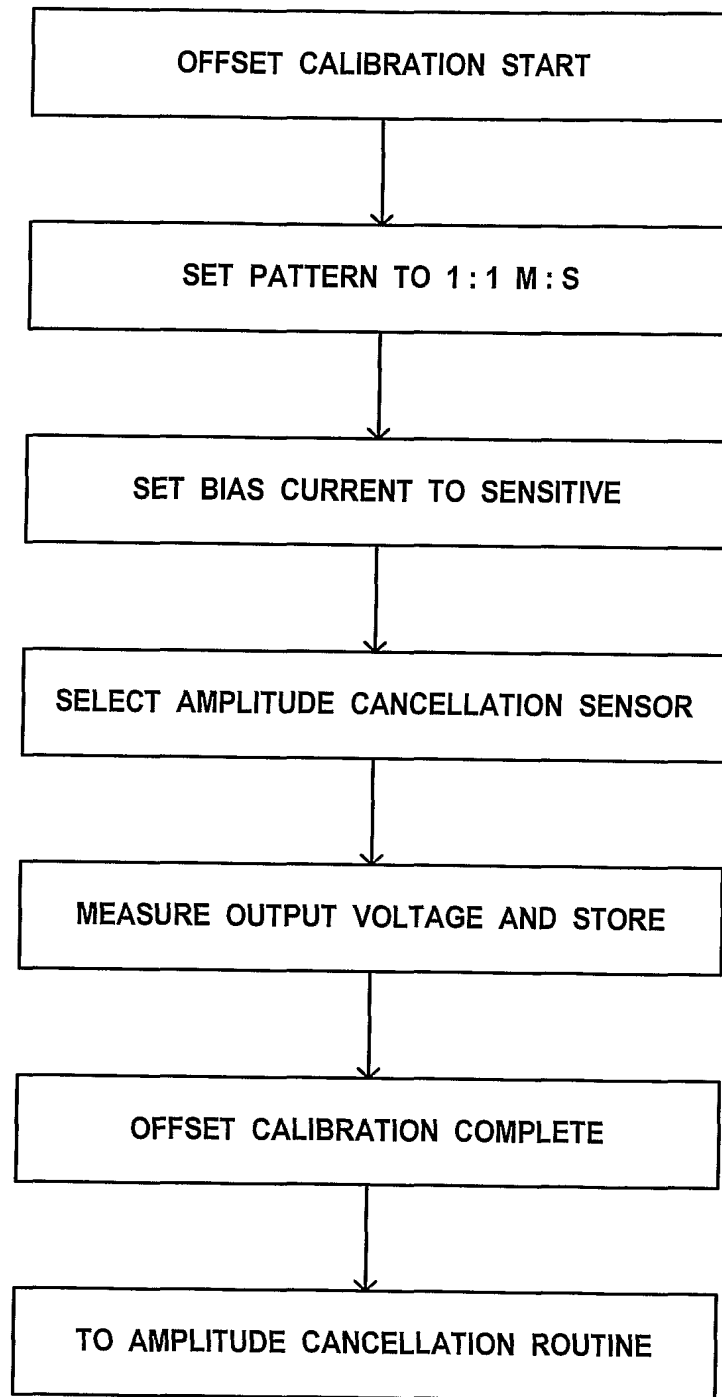 OFFSET CALIBRATION START
SET PATTERN TO 1 : 1 M : S
SET BIAS CURRENT TO SENSITIVE
SELECT AMPLITUDE CANCELLATION SENSOR
MEASURE OUTPUT VOLTAGE AND STORE
OFFSET CALIBRATION COMPLETE
TO AMPLITUDE CANCELLATION ROUTINE